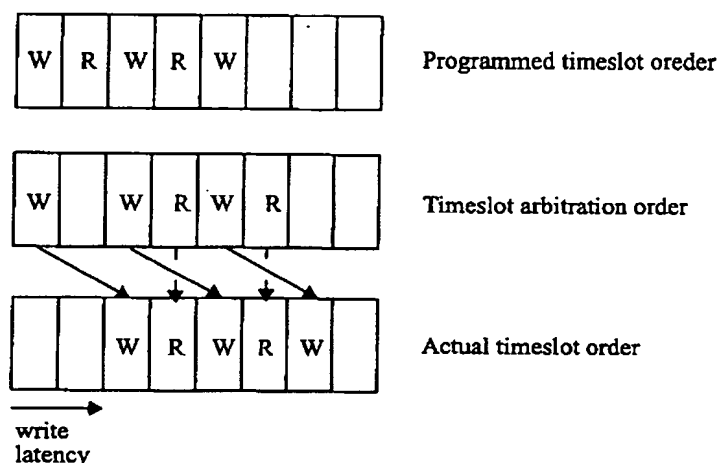 W R W R W
Programmed timeslot oreder
W W R W R
Timeslot arbitration order
W R W R W
Actual timeslot order
write
latency